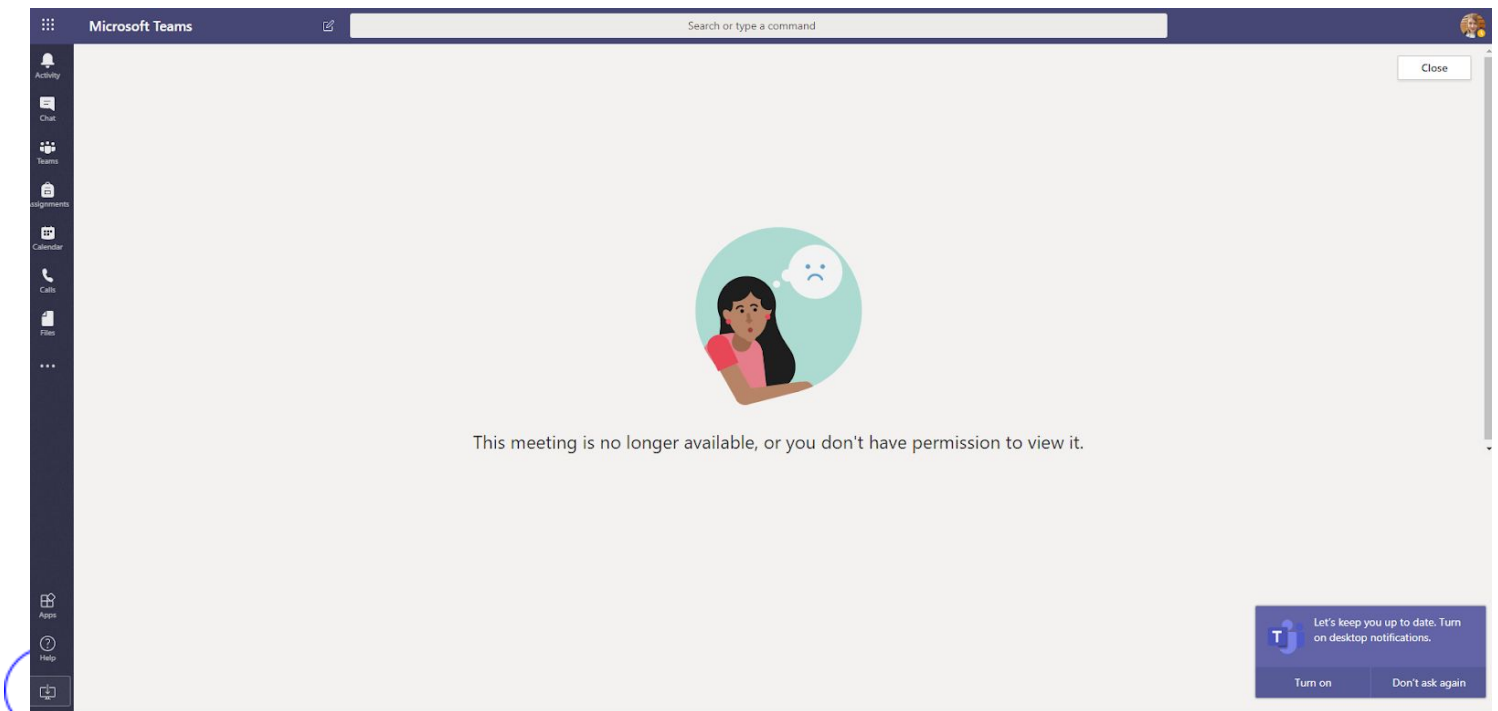 Microsoft Teams
Search or type a command
Activity
Close
Chat
Teams
ssignments
Calendar
Calls
Files
This meeting is no longer available, or you don't have permission to view it.
Apps
Let's keep you up to date. Turn
on desktop notifications.
T
Help
Turn on
Don't ask again